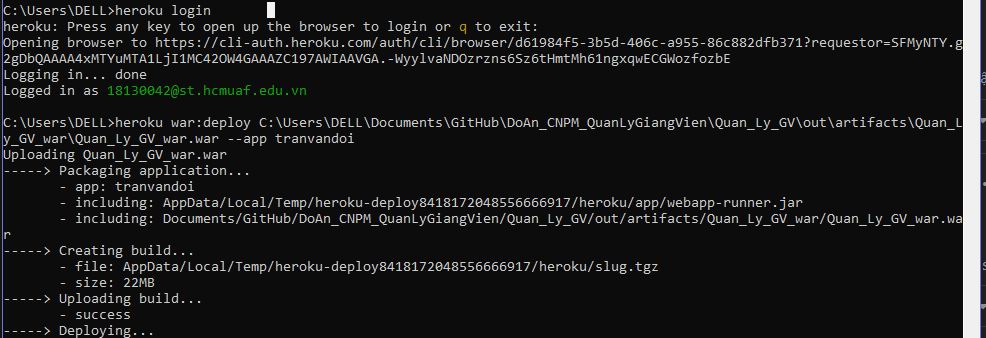 C:\Users\DELL>heroku login
heroku: Press any key to open up the browser to login or q to exit:
Opening browser to https://cli-auth.heroku.com/auth/cli/browser/d61984f5-3b5d-406c-a955-86c882dfb371?requestor=SFMyNTY.g
2gDbQAAAA4xMTYuMTA1LjI1MC42OW4GAAAZC197AWIAAVGA.-WyylvaNDOzrzns6Sz6tHmtMh61ngxqwECGWozfozbE
Logging in... done
Logged in as 18130042@st.hcmuaf.edu.vn
C:\Users\DELL>heroku war:deploy C:\Users\DELL\Documents\GitHub\DoAn_CNPM_QuanLyGiangVien\Quan_Ly_GV\out\artifacts\Quan_L
y_GV_war\Quan_Ly_GV_war.war --app tranvandoi
Uploading Quan_Ly_GV_war.war
-----> Packaging application...
- app: tranvandoi
- including: AppData/Local/Temp/heroku-deploy8418172048556666917/heroku/app/webapp-runner.jar
- including: Documents/GitHub/DoAn_CNPM_QuanLyGiangVien/Quan_Ly_GV/out/artifacts/Quan_Ly_GV_war/Quan_Ly_GV_war.wa
r
-----> Creating build...
- file: AppData/Local/Temp/heroku-deploy8418172048556666917/heroku/slug.tgz
- size: 22MB
-----> Uploading build...
- success
-----> Deploying...